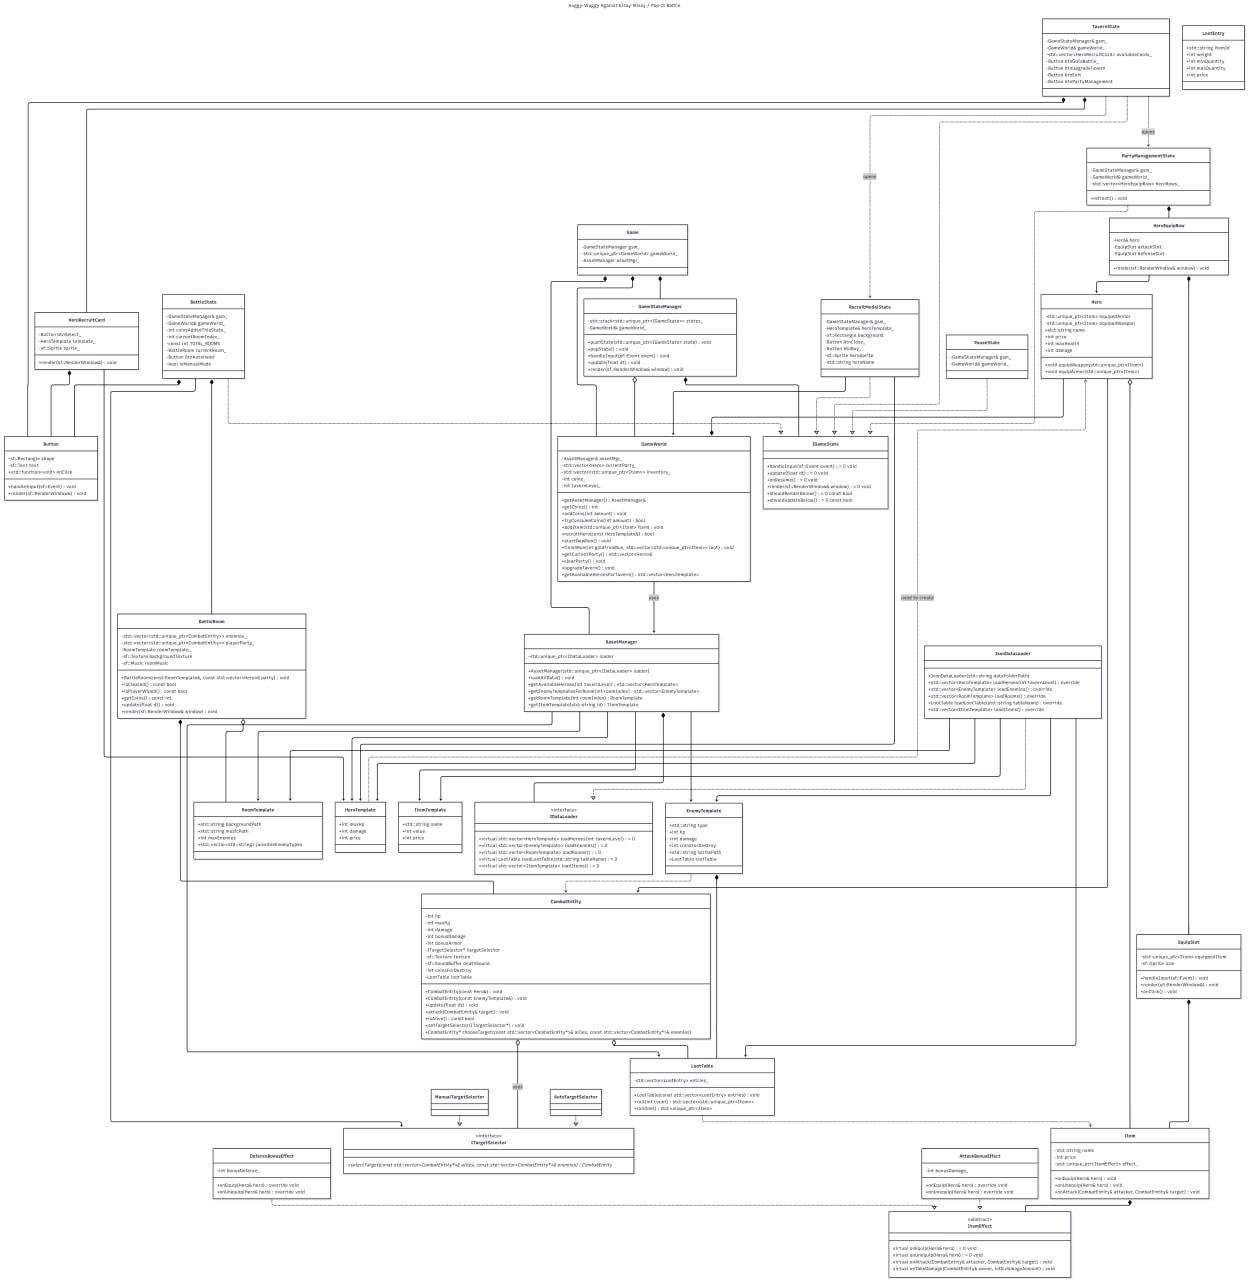 Huggy-Wuggy Against Kissy-Missy / Pop-It Battle
TavernState
-GameStateManager& gsm_
-GameWorld& gameWorld_
-std::vector<HeroRecruitCard> availableCards_
-Button btnGoToBattle_
-Button btnUpgradeTavern
-Button btnExit
-Button btnPartyManagement
LootEntry
+std::string itemId
+int weight
+int minQuantity
+int maxQuantity
+int price
opens
opens
PartyManagementState
-GameStateManager& gsm_
-GameWorld& gameWorld_
-std::vector<HeroEquipRow> heroRows_
+refresh() : void
HeroEquipRow
-Hero& hero
-EquipSlot attackSlot
-EquipSlot defenseSlot
+render(sf::RenderWindow& window) : void
Game
-GameStateManager gsm_
-std::unique_ptr<GameWorld> gameWorld_
-AssetManager assetMgr_
GameStateManager
-std::stack<std::unique_ptr<IGameState>> states_
-GameWorld& gameWorld_
+pushState(std::unique_ptr<IGameState> state) : void
+popState() : void
+handleInput(sf::Event event) : void
+update(float dt) : void
+render(sf::RenderWindow& window) : void
BattleState
-GameStateManager& gsm_
-GameWorld& gameWorld_
-int coinsAddedThisState_
-int currentRoomIndex_
-const int TOTAL_ROOMS
-BattleRoom currentRoom_
-Button btnAutoHand
-bool isManualMode
HeroRecruitCard
-Button btnSelect_
-HeroTemplate template_
-sf::Sprite sprite_
+render(sf::RenderWindow&) : void
RecruitModalState
-GameStateManager& gsm_
-HeroTemplate& heroTemplate_
-sf::Rectangle background
-Button btnClose_
-Button btnBuy_
-sf::Sprite heroSprite
-std::string heroName
PauseState
-GameStateManager& gsm_
-GameWorld& gameWorld_
Hero
-std::unique_ptr<Item> equipedArmor
-std::unique_ptr<Item> equipedWeapon
+std::string name
+int price
+int maxHealth
+int damage
+void equipWeapon(std::unique_ptr<Item>)
+void equipArmor(std::unique_ptr<Item>)
Button
-sf::Rectangle shape
-sf::Text text
+std::function<void> onClick
+handleInput(sf::Event) : void
+render(sf::RenderWindow&) : void
GameWorld
-AssetManager& assetMgr_
-std::vector<Hero> currentParty_
-std::vector<std::unique_ptr<Item>> inventory_
-int coins_
-int tavernLevel_
+getAssetManager() : AssetManager&
+getCoins() : int
+addCoins(int amount) : void
+tryConsumeCoins(int amount) : bool
+addItem(std::unique_ptr<Item> item) : void
+recruitHero(const HeroTemplate&) : bool
+startNewRun() : void
+finishRun(int goldFromRun, std::vector<std::unique_ptr<Item>> loot) : void
+getCurrentParty() : std::vector<Hero>&
+clearParty() : void
+upgradeTavern() : void
+getAvailableHeroesForTavern() : std::vector<HeroTemplate>
IGameState
+handleInput(sf::Event event) : = 0 void
+update(float dt) : = 0 void
+onResume() : = 0 void
+render(sf::RenderWindow& window) : = 0 void
+shouldRenderBelow() : = 0 const bool
+shouldUpdateBelow() : = 0 const bool
uses
used to create
BattleRoom
-std::vector<std::unique_ptr<CombatEntity>> enemies_
-std::vector<std::unique_ptr<CombatEntity>> playerParty_
-RoomTemplate roomTemplate_
-sf::Texture backgroundTexture
-sf::Music roomMusic
+BattleRoom(const RoomTemplate&, const std::vector<Hero>& party) : void
+isCleared() : const bool
+isPlayerWiped() : const bool
+getCoins() : const int
+update(float dt) : void
+render(sf::RenderWindow& window) : void
AssetManager
-std::unique_ptr<IDataLoader> loader
+AssetManager(std::unique_ptr<IDataLoader> loader)
+loadAllData() : void
+getAvailableHeroes(int tavernLevel) : std::vector<HeroTemplate>
+getEnemyTemplatesForRoom(int roomIndex) : std::vector<EnemyTemplate>
+getRoomTemplate(int roomIndex) : RoomTemplate
+getItemTemplate(std::string id) : ItemTemplate
JsonDataLoader
+JsonDataLoader(std::string dataFolderPath)
+std::vector<HeroTemplate> loadHeroes(int tavernLevel) : override
+std::vector<EnemyTemplate> loadEnemies() : override
+std::vector<RoomTemplate> loadRooms() : override
+LootTable loadLootTable(std::string tableName) : override
+std::vector<ItemTemplate> loadItems() : override
RoomTemplate
+std::string backgroundPath
+std::string musicPath
+int maxEnemies
+std::vector<std::string> possibleEnemyTypes
HeroTemplate
+int maxHp
+int damage
+int price
ItemTemplate
+std::string name
+int value
+int price
«interface»
IDataLoader
+virtual std::vector<HeroTemplate> loadHeroes(int tavernLevel) : = 0
+virtual std::vector<EnemyTemplate> loadEnemies() : = 0
+virtual std::vector<RoomTemplate> loadRooms() : = 0
+virtual LootTable loadLootTable(std::string tableName) : = 0
+virtual std::vector<ItemTemplate> loadItems() : = 0
EnemyTemplate
+std::string type
+int hp
+int damage
+int coinsForDestroy
+std::string spritePath
+LootTable lootTable
CombatEntity
-int hp
-int maxHp
-int damage
-int bonusDamage
-int bonusArmor
-ITargetSelector* targetSelector
-sf::Texture texture
-sf::SoundBuffer deathSound
-int coinsForDestroy
-LootTable lootTable
+CombatEntity(const Hero&) : void
+CombatEntity(const EnemyTemplate&) : void
+update(float dt) : void
+attack(CombatEntity& target) : void
+isAlive() : const bool
+setTargetSelector(ITargetSelector*) : void
+CombatEntity* chooseTarget(const std::vector<CombatEntity*>& allies, const std::vector<CombatEntity*>& enemies)
EquipSlot
-std::unique_ptr<Item> equippedItem
-sf::Sprite icon
+handleInput(sf::Event) : void
+render(sf::RenderWindow&) : void
+onClick() : void
uses
LootTable
-std::vector<LootEntry> entries_
+LootTable(const std::vector<LootEntry> entries) : void
+roll(int count) : std::vector<std::unique_ptr<Item>>
+rollOne() : std::unique_ptr<Item>
ManualTargetSelector
AutoTargetSelector
«interface»
ITargetSelector
+selectTarget(const std::vector<CombatEntity*>& allies, const std::vector<CombatEntity*>& enemies) : CombatEntity
Item
-std::string name
-int price
-std::unique_ptr<ItemEffect> effect_
+onEquip(Hero& hero) : void
+onUnequip(Hero& hero) : void
+onAttack(CombatEntity& attacker, CombatEntity& target) : void
DefenceBonusEffect
-int bonusDefence_
+onEquip(Hero& hero) : override void
+onUnequip(Hero& hero) : override void
AttackBonusEffect
-int bonusDamage_
+onEquip(Hero& hero) : override void
+onUnequip(Hero& hero) : override void
«abstract»
ItemEffect
+virtual onEquip(Hero& hero) : = 0 void
+virtual onUnequip(Hero& hero) : = 0 void
+virtual onAttack(CombatEntity& attacker, CombatEntity& target) : void
+virtual onTakeDamage(CombatEntity& owner, int& damageAmount) : void